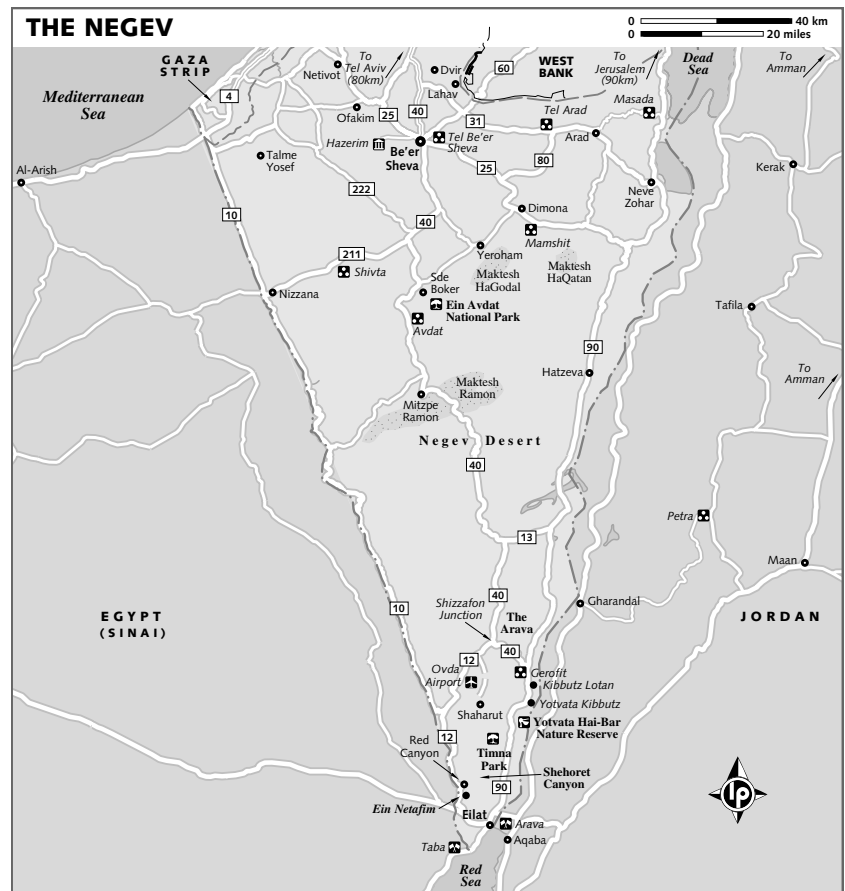 THE NEGEV
0 40 km
0 20 miles
GAZA
STRIP
To
Tel Aviv
(80km)
Netivot
Dvir
Lahav
60
WEST
BANK
To
Jerusalem
(90km)
Dead
Sea
To
Amman
Mediterranean
Sea
4
Ofakim
25
40
31
Tel Arad
Masada
Hazerim
Be'er
Sheva
Tel Be'er
Sheva
Arad
Talme
Yosef
80
25
Kerak
Al-Arish
222
Neve
Zohar
10
40
Dimona
Mamshit
211
Shivta
Yeroham
Maktesh
HaGodal
Maktesh
HaQatan
Nizzana
Sde
Boker
Ein Avdat
National Park
Avdat
Tafila
90
Hatzeva
To
Amman
Maktesh
Ramon
Mitzpe
Ramon
Negev Desert
40
Petra
13
Maan
40
10
Gharandal
Shizzafon
Junction
The
Arava
EGYPT
(SINAI)
JORDAN
12
40
Ovda
Airport
Gerofit
Kibbutz Lotan
Yotvata Kibbutz
Shaharut
Yotvata Hai-Bar
Nature Reserve
12
Red
Canyon
Timna
Park
Shehoret
Canyon
90
Ein Netafim
Eilat
Arava
Aqaba
Taba
Red
Sea
lp